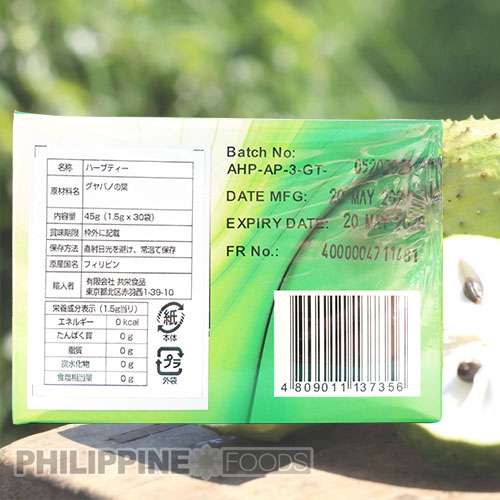 名称 ハーブティー
原材料名 グヤバノの葉
内容量 45g (1.5g x 30袋)
賞味期限 枠外に記載
保存方法 直射日光を避け、常温で保存
原産国名 フィリピン
輸入者 有限会社 共栄食品
東京都北区赤羽西1-39-10
栄養成分表示 (1.5g当り)
エネルギー 0 kcal
たんぱく質 0 g
脂質 0 g
炭水化物 0 g
食塩相当量 0 g
紙
本体
プラ
外袋
Batch No:
AHP-AP-3-GT-
DATE MFG: 20 MAY
EXPIRY DATE: 20
FR No.: 4000004711481
4 809011 137356
PHILIPPINE FOODS